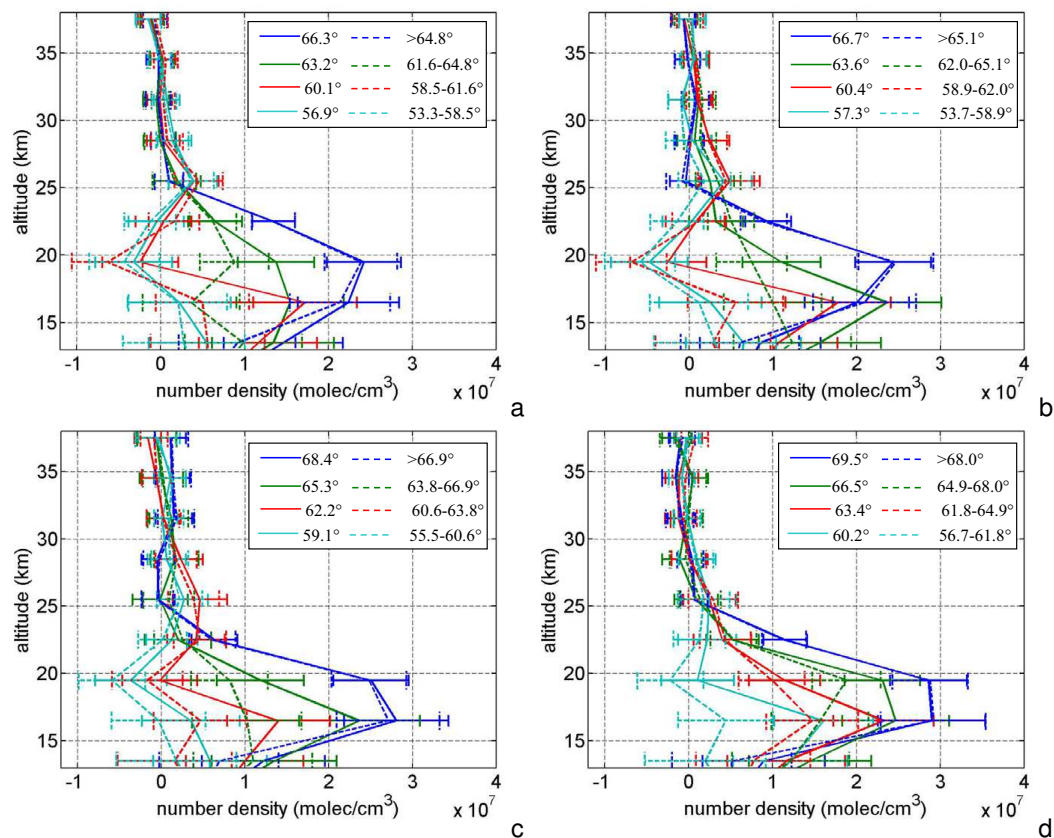 35
30
25
20
15
altitude (km)
66.3° >64.8°
63.2° 61.6-64.8°
60.1° 58.5-61.6°
56.9° 53.3-58.5°
-1 0 1 2 3 4
number density (molec/cm3) x 10^7
a
35
30
25
20
15
altitude (km)
66.7° >65.1°
63.6° 62.0-65.1°
60.4° 58.9-62.0°
57.3° 53.7-58.9°
-1 0 1 2 3 4
number density (molec/cm3) x 10^7
b
35
30
25
20
15
altitude (km)
68.4° >66.9°
65.3° 63.8-66.9°
62.2° 60.6-63.8°
59.1° 55.5-60.6°
-1 0 1 2 3 4
number density (molec/cm3) x 10^7
c
35
30
25
20
15
altitude (km)
69.5° >68.0°
66.5° 64.9-68.0°
63.4° 61.8-64.9°
60.2° 56.7-61.8°
-1 0 1 2 3 4
number density (molec/cm3) x 10^7
d